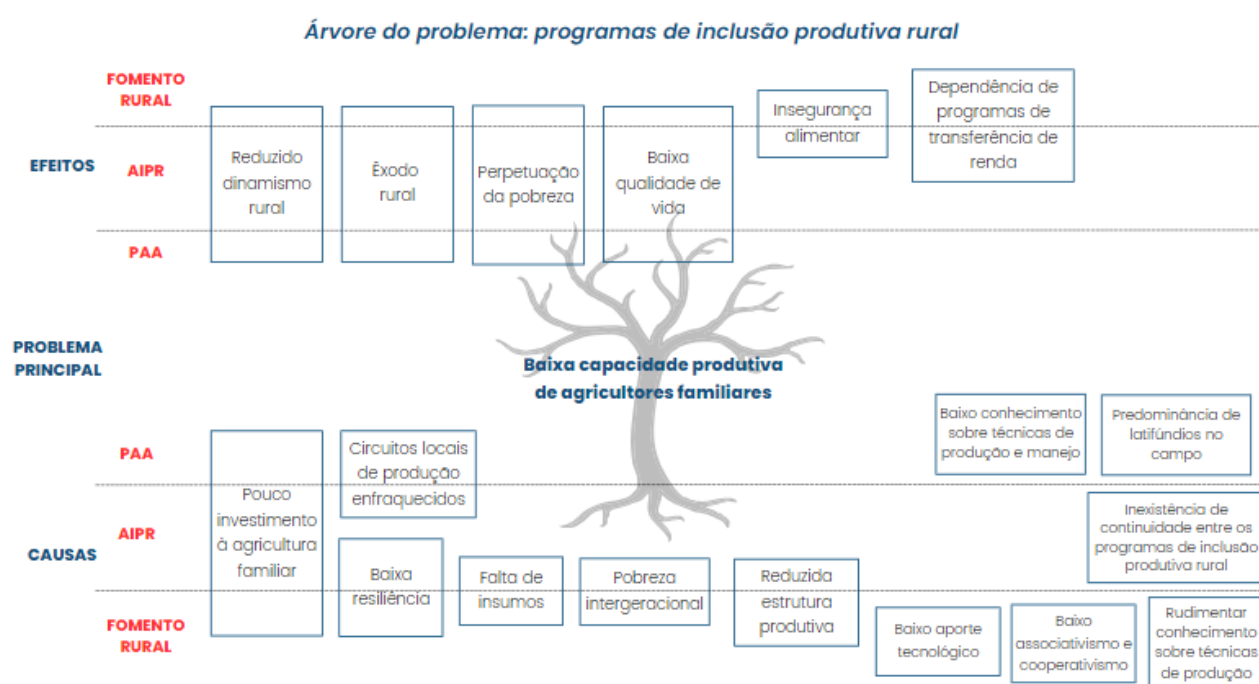 Árvore do problema: programas de inclusão produtiva rural
FOMENTO
RURAL
EFEITOS
AIPR
PAA
Reduzido
dinamismo
rural
Êxodo
rural
Perpetuação
da pobreza
Baixa
qualidade de
vida
Insegurança
alimentar
Dependência de
programas de
transferência de
renda
PROBLEMA
PRINCIPAL
Baixa capacidade produtiva
de agricultores familiares
CAUSAS
PAA
AIPR
FOMENTO
RURAL
Pouco
investimento
à agricultura
familiar
Circuitos locais
de produção
enfraquecidos
Baixo conhecimento
sobre técnicas de
produção e manejo
Predominância de
latifúndios no
campo
Inexistência de
continuidade entre os
programas de inclusão
produtiva rural
Baixa
resiliência
Falta de
insumos
Pobreza
intergeracional
Reduzida
estrutura
produtiva
Baixo aporte
tecnológico
Baixo
associativismo e
cooperativismo
Rudimentar
conhecimento
sobre técnicas
de produção